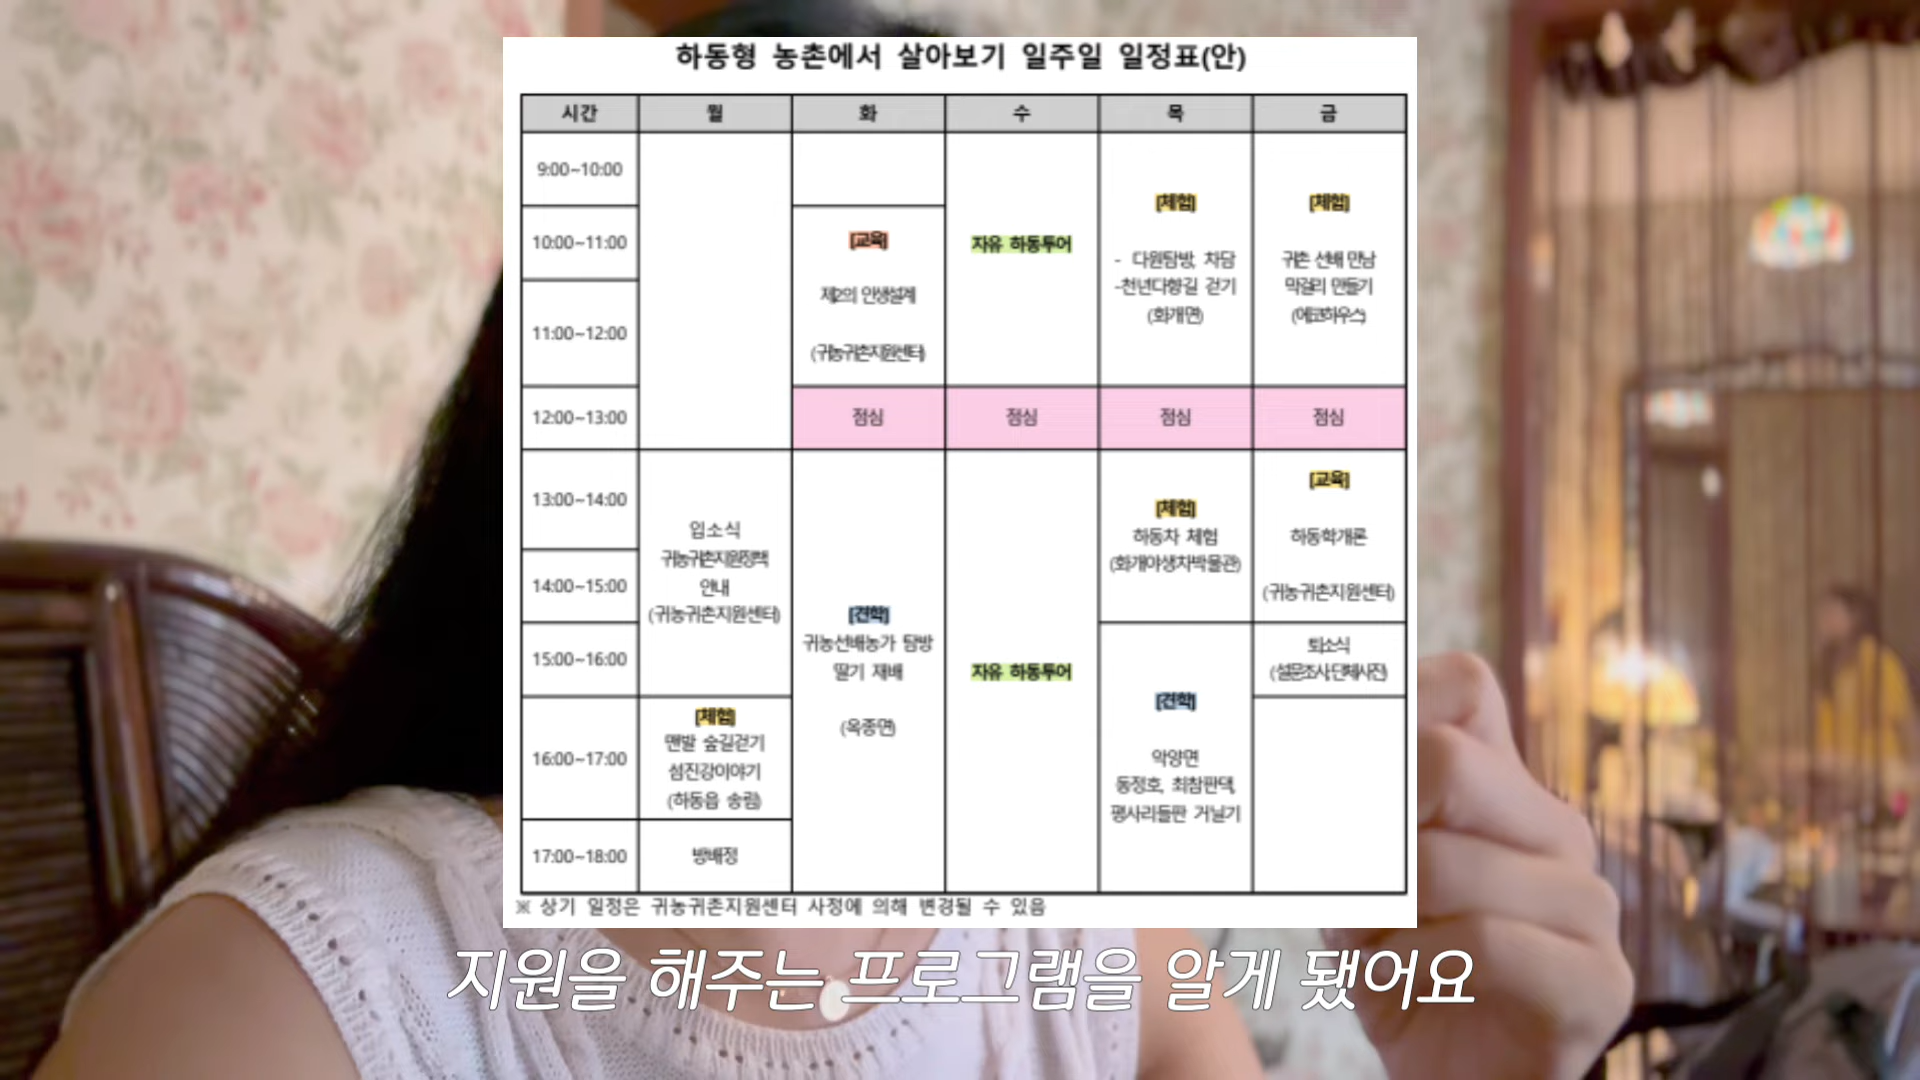 하동형 농촌에서 살아보기 일주일 일정표(안)
시간 월 화 수 목 금
9:00~10:00
10:00~11:00
11:00~12:00
12:00~13:00
13:00~14:00
14:00~15:00
15:00~16:00
16:00~17:00
17:00~18:00
입소식
귀농귀촌지원정책
안내
(귀농귀촌지원센터)
[체험]
맨발 숲길걷기
섬진강이야기
(하동읍 송림)
방배정
[교육]
제2의 인생설계
(귀농귀촌지원센터)
점심
[견학]
귀농선배농가 탐방
딸기 재배
(옥종면)
자유 하동투어
점심
자유 하동투어
[체험]
- 다원탐방, 차담
-천년다향길 걷기
(화개면)
점심
[체험]
하동차 체험
(화개야생차박물관)
[견학]
악양면
동정호, 최참판댁,
평사리들판 거닐기
[체험]
귀촌 선배 만남
막걸리 만들기
(에코하우스)
점심
[교육]
하동학개론
(귀농귀촌지원센터)
퇴소식
(설문조사,단체사진)
※ 상기 일정은 귀농귀촌지원센터 사정에 의해 변경될 수 있음
지원을 해주는 프로그램을 알게 됐어요